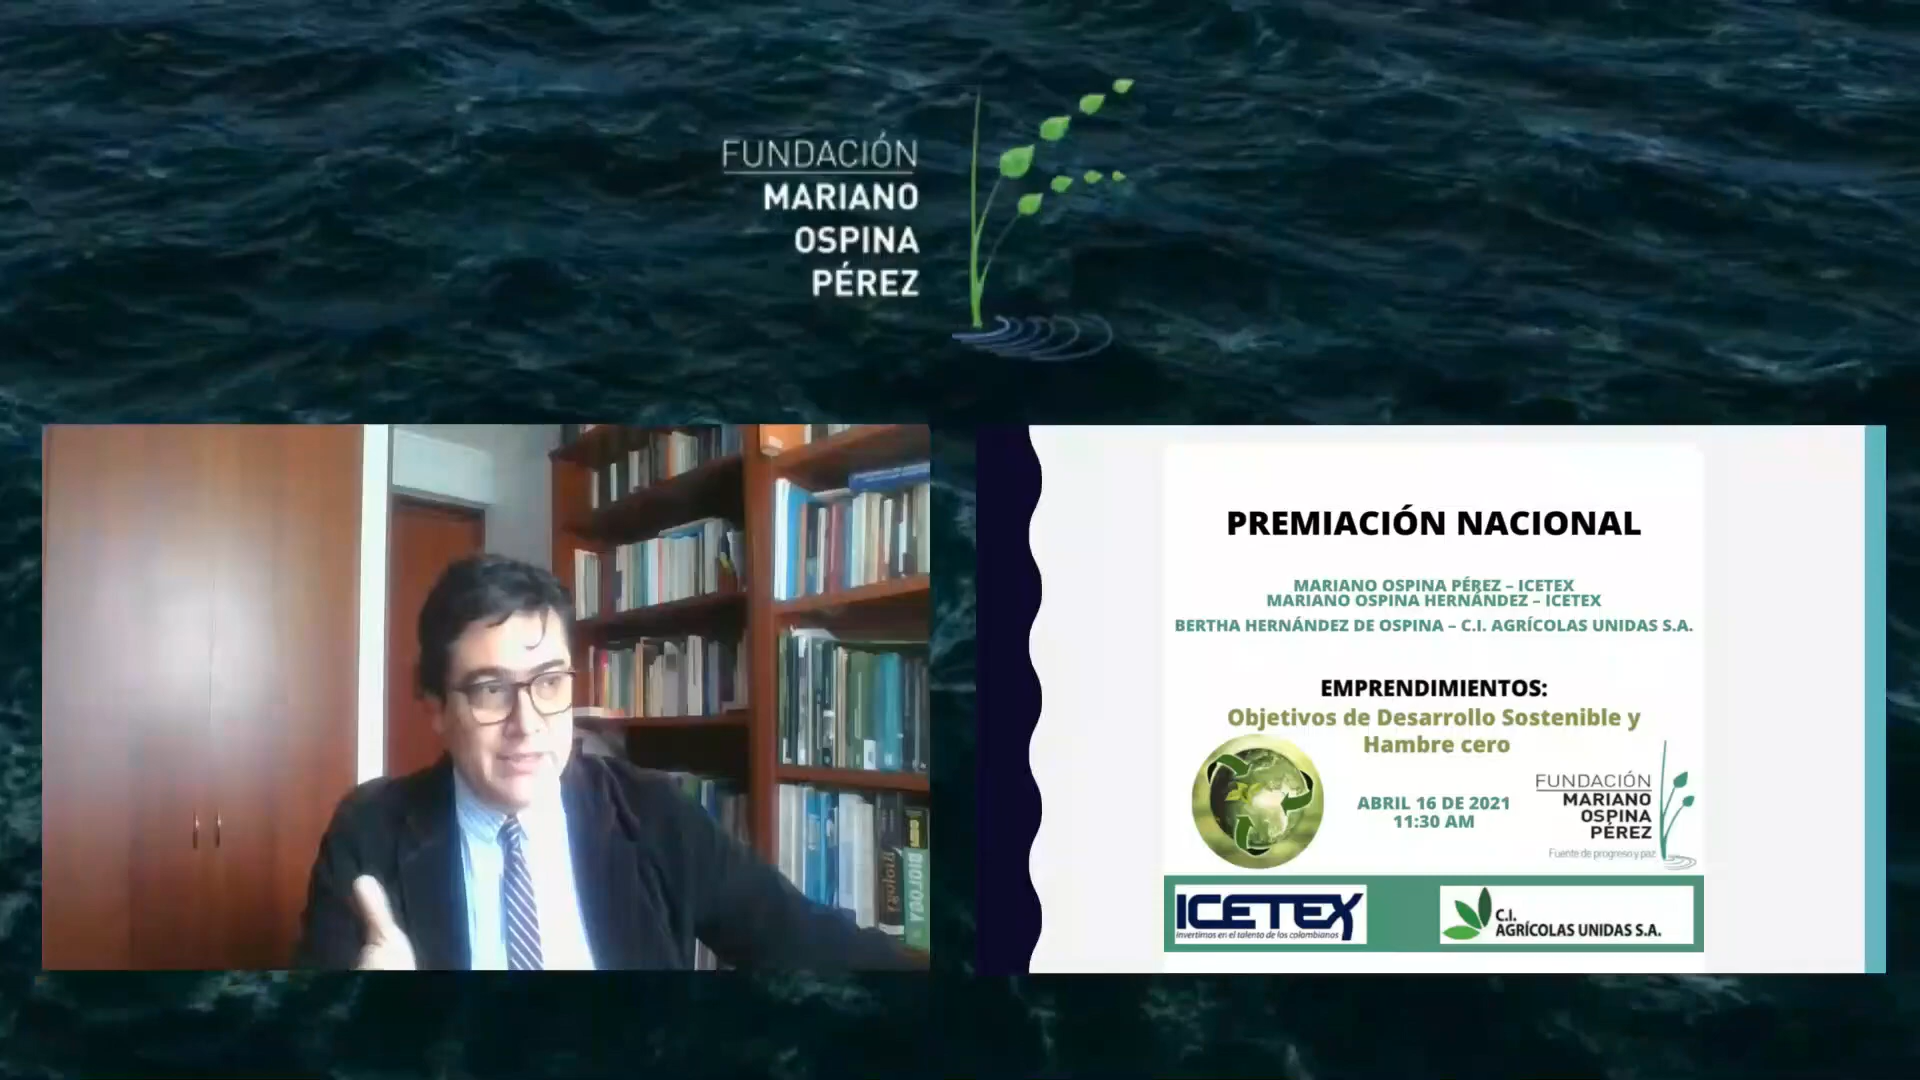 FUNDACIÓN
MARIANO
OSPINA
PÉREZ
PREMIACIÓN NACIONAL
MARIANO OSPINA PÉREZ – ICETEX
MARIANO OSPINA HERNÁNDEZ – ICETEX
BERTHA HERNÁNDEZ DE OSPINA – C.I. AGRÍCOLAS UNIDAS S.A.
EMPRENDIMIENTOS:
Objetivos de Desarrollo Sostenible y
Hambre cero
ABRIL 16 DE 2021
11:30 AM
FUNDACIÓN
MARIANO
OSPINA
PÉREZ
Fuente de progreso y paz
ICETEX
Invertimos en el talento de los colombianos
C.I.
AGRÍCOLAS UNIDAS S.A.
BIOLOGY